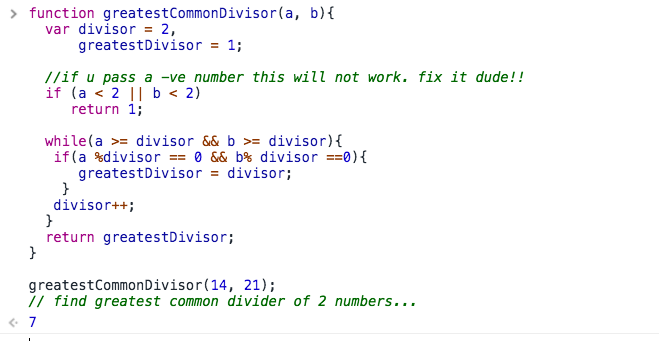 function greatestCommonDivisor(a, b){
  var divisor = 2,
      greatestDivisor = 1;

  //if u pass a -ve number this will not work. fix it dude!!
  if (a < 2 || b < 2)
     return 1;

  while(a >= divisor && b >= divisor){
   if(a %divisor == 0 && b% divisor ==0){
      greatestDivisor = divisor;
    }
   divisor++;
  }
  return greatestDivisor;
}

greatestCommonDivisor(14, 21);
// find greatest common divider of 2 numbers...
7